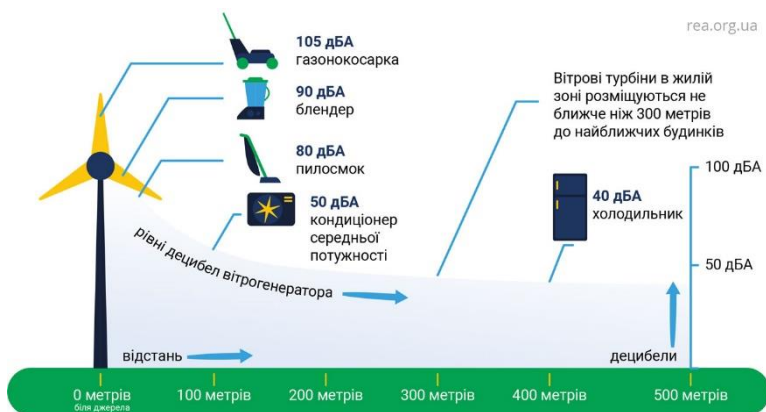 rea.org.ua
105 дБА
газонокосарка
90 дБА
блендер
80 дБА
пилосмок
50 дБА
кондиціонер
середньої
потужності
Вітрові турбіни в жилій
зоні розміщуються не
ближче ніж 300 метрів
до найближчих будинків
40 дБА
холодильник
100 дБА
50 дБА
рівні децибел вітрогенератора
відстань
децибели
0 метрів
біля джерела
100 метрів
200 метрів
300 метрів
400 метрів
500 метрів